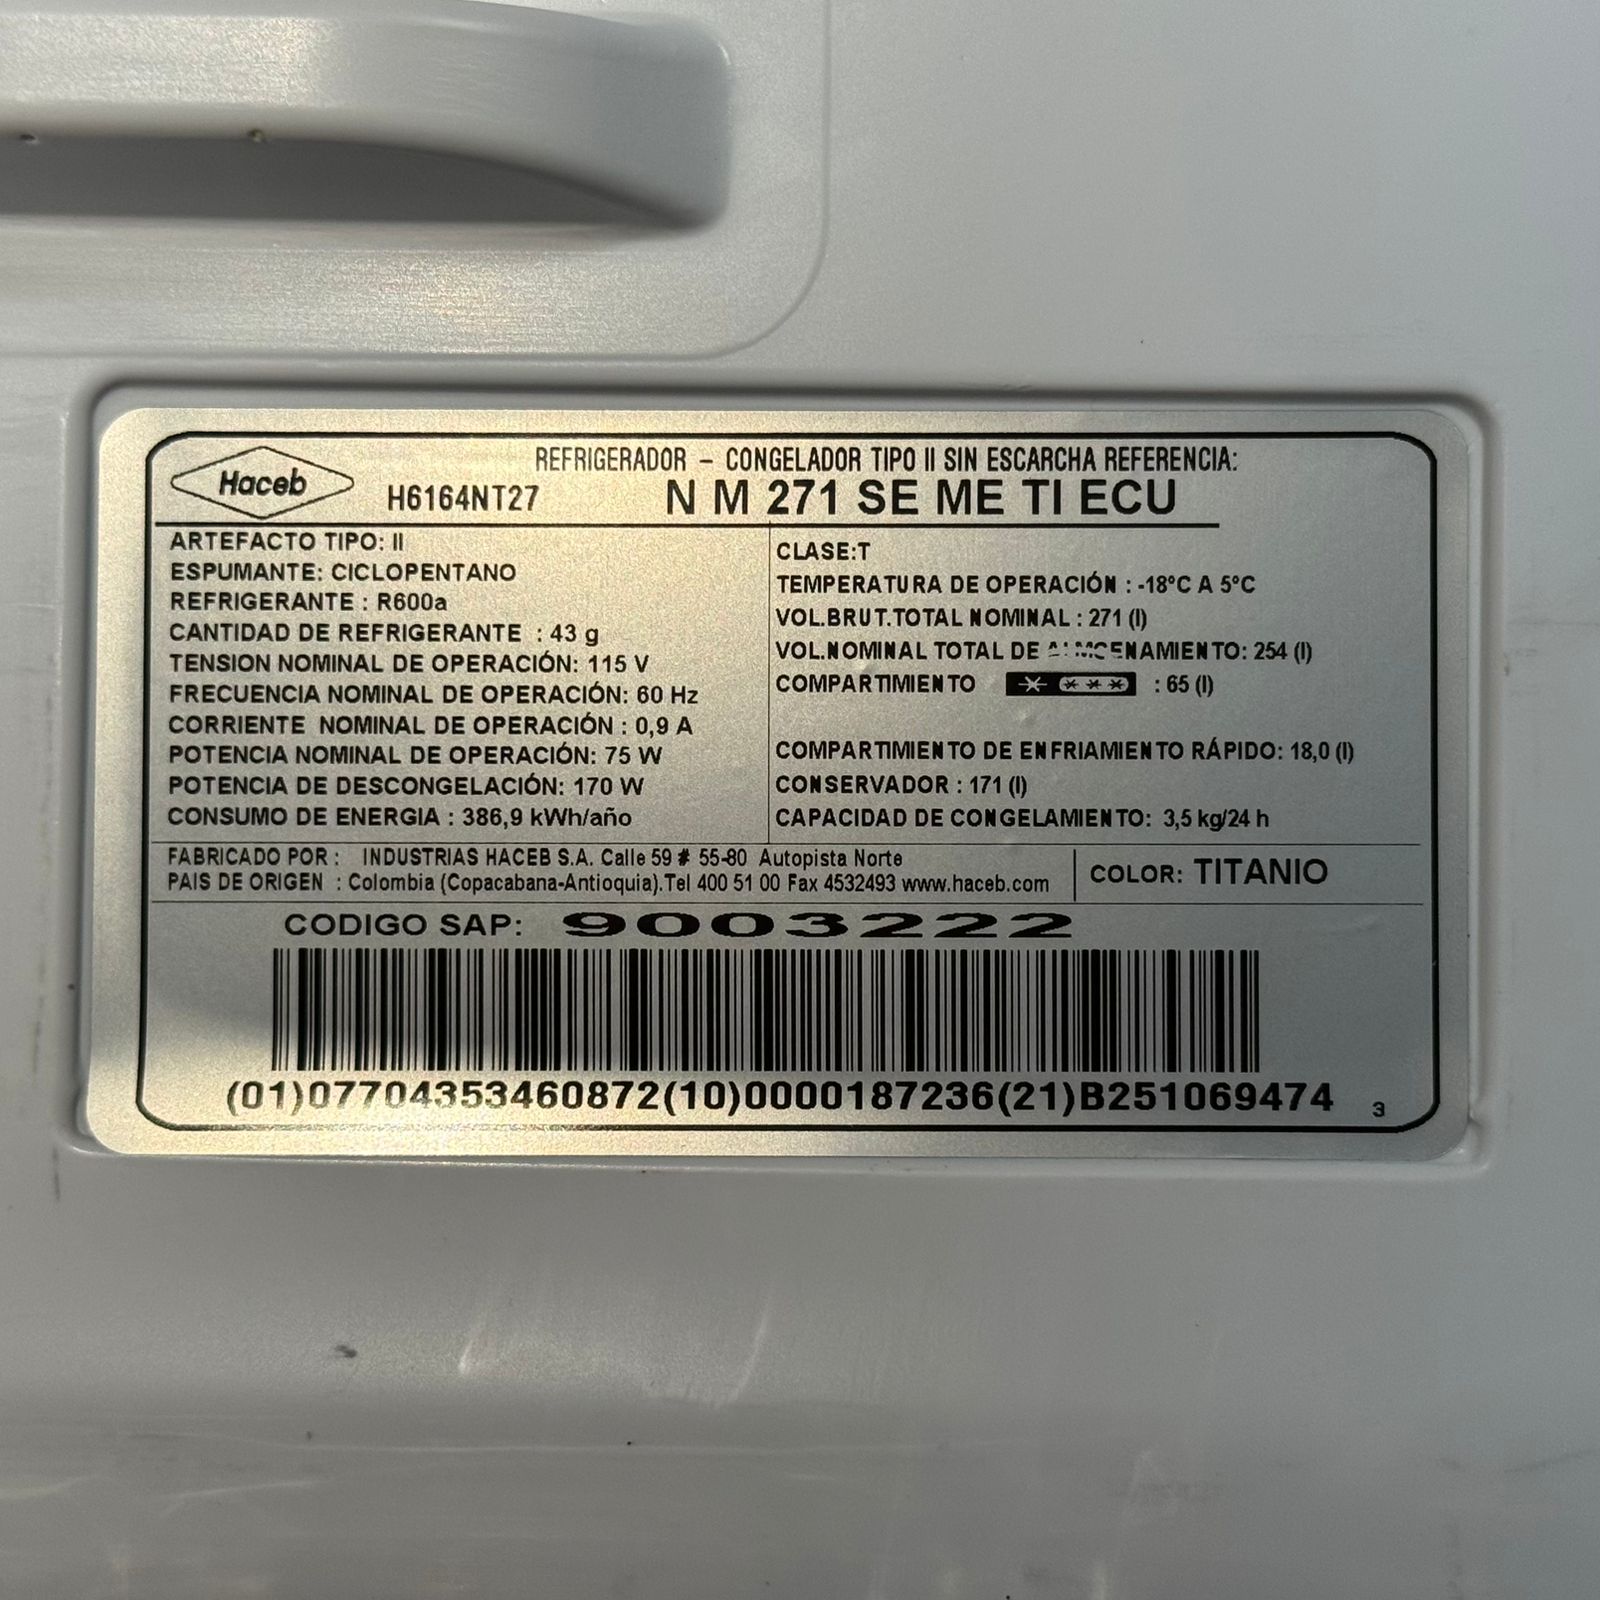 REFRIGERADOR - CONGELADOR TIPO II SIN ESCARCHA REFERENCIA:
Haceb H6164NT27 N M 271 SE ME TI ECU
ARTEFACTO TIPO: II
ESPUMANTE: CICLOPENTANO
REFRIGERANTE : R600a
CANTIDAD DE REFRIGERANTE : 43 g
TENSION NOMINAL DE OPERACIÓN: 115 V
FRECUENCIA NOMINAL DE OPERACIÓN: 60 Hz
CORRIENTE NOMINAL DE OPERACIÓN : 0,9 A
POTENCIA NOMINAL DE OPERACIÓN: 75 W
POTENCIA DE DESCONGELACIÓN: 170 W
CONSUMO DE ENERGIA : 386,9 kWh/año
CLASE:T
TEMPERATURA DE OPERACIÓN : -18°C A 5°C
VOL.BRUT.TOTAL NOMINAL : 271 (l)
VOL.NOMINAL TOTAL DE ALMCENAMIENTO: 254 (l)
COMPARTIMIENTO * *** : 65 (l)
COMPARTIMIENTO DE ENFRIAMIENTO RÁPIDO: 18,0 (l)
CONSERVADOR : 171 (l)
CAPACIDAD DE CONGELAMIENTO: 3,5 kg/24 h
FABRICADO POR : INDUSTRIAS HACEB S.A. Calle 59 # 55-80 Autopista Norte
PAIS DE ORIGEN : Colombia (Copacabana-Antioquia).Tel 400 51 00 Fax 4532493 www.haceb.com
COLOR: TITANIO
CODIGO SAP: 9003222
(01)07704353460872(10)0000187236(21)B251069474
3